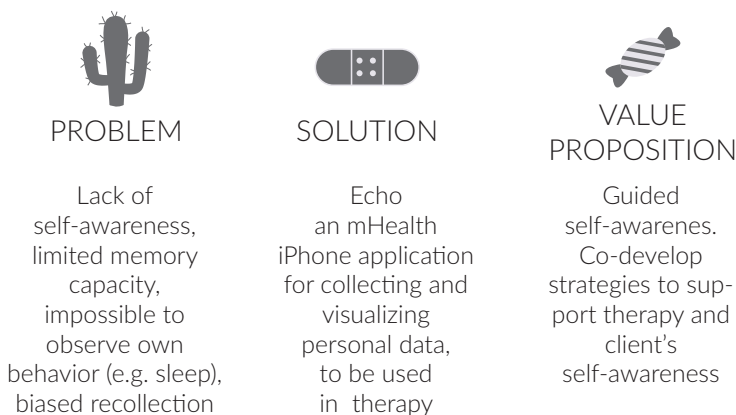 PROBLEM
Lack of
self-awareness,
limited memory
capacity,
impossible to
observe own
behavior (e.g. sleep),
biased recollection
SOLUTION
Echo
an mHealth
iPhone application
for collecting and
visualizing
personal data,
to be used
in therapy
VALUE
PROPOSITION
Guided
self-awarenes.
Co-develop
strategies to sup-
port therapy and
client's
self-awareness